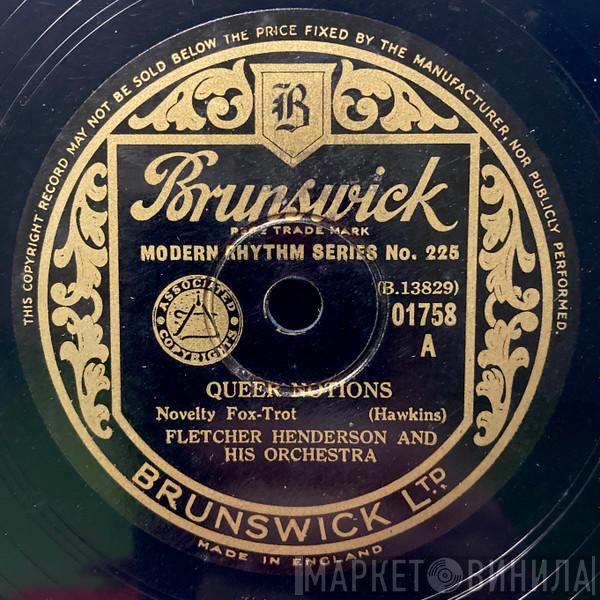 THIS COPYRIGHT RECORD MAY NOT BE SOLD BELOW THE PRICE FIXED BY THE MANUFACTURER, NOR PUBLICLY PERFORMED.
B
Brunswick
REGD TRADE MARK
MODERN RHYTHM SERIES No. 225
ASSOCIATED COPYRIGHTS
(B.13829)
01758
A
QUEER NOTIONS
Novelty Fox-Trot (Hawkins)
FLETCHER HENDERSON AND
HIS ORCHESTRA
BRUNSWICK LTD.
MADE IN ENGLAND
МАРКЕТ ВИНИЛА